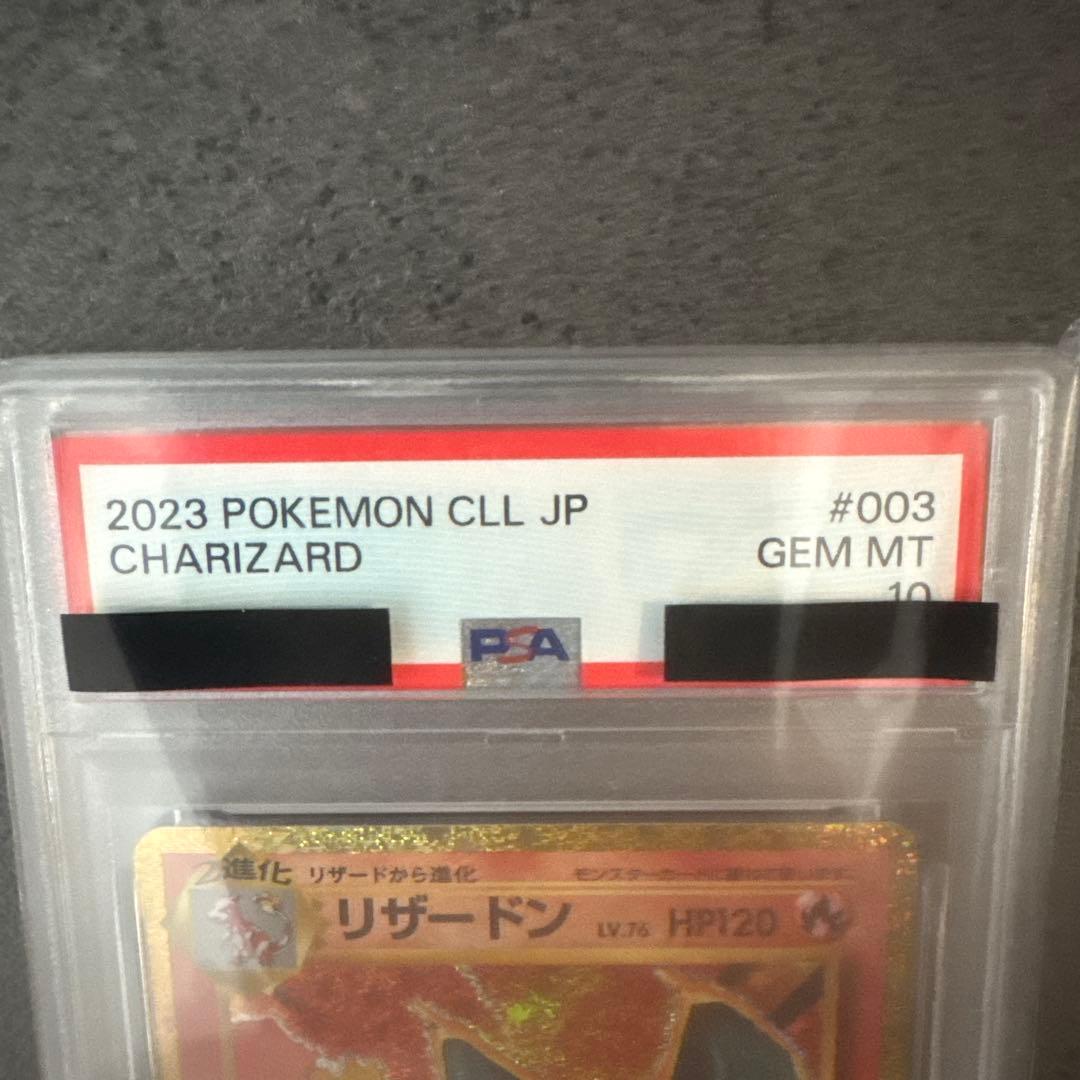 2023 POKEMON CLL JP #003
CHARIZARD GEM MT
10
PSA
2進化 リザードから進化
リザードン LV.76 HP120